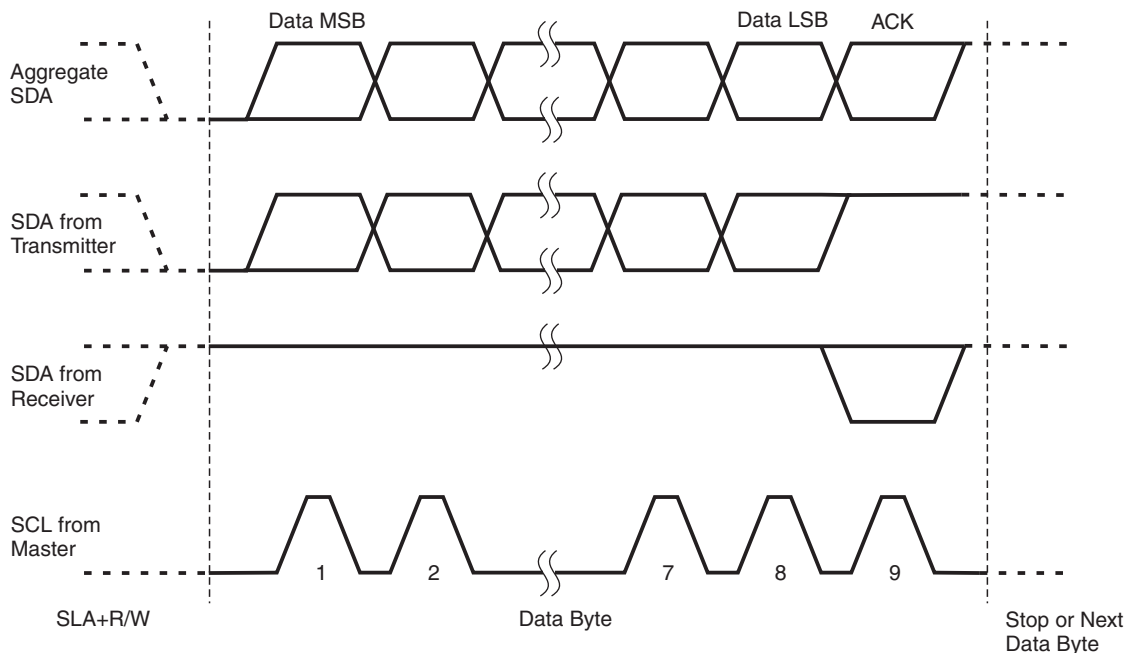 Data MSB
Data LSB
ACK
Aggregate
SDA
SDA from
Transmitter
SDA from
Receiver
SCL from
Master
1
2
7
8
9
SLA+R/W
Data Byte
Stop or Next
Data Byte